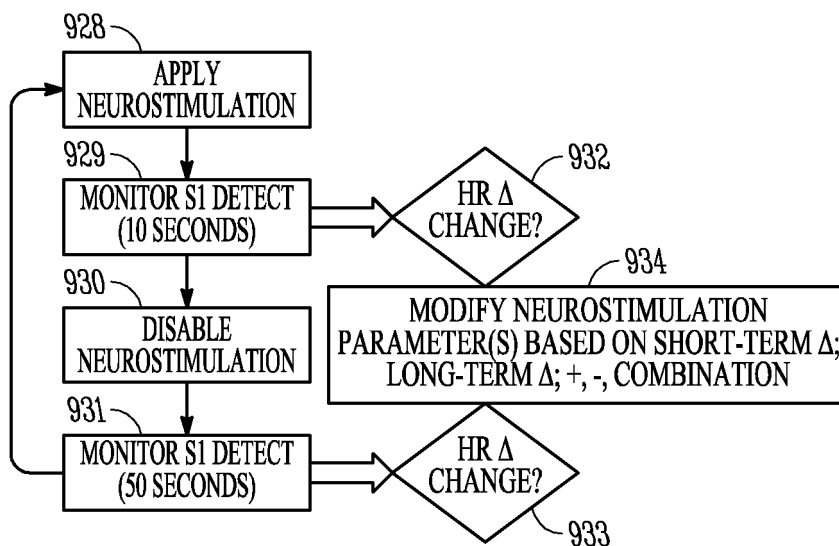 928
APPLY
NEUROSTIMULATION
929
MONITOR S1 DETECT
(10 SECONDS)
932
HR Δ
CHANGE?
930
DISABLE
NEUROSTIMULATION
934
MODIFY NEUROSTIMULATION
PARAMETER(S) BASED ON SHORT-TERM Δ;
LONG-TERM Δ; +, -, COMBINATION
931
MONITOR S1 DETECT
(50 SECONDS)
HR Δ
CHANGE?
933